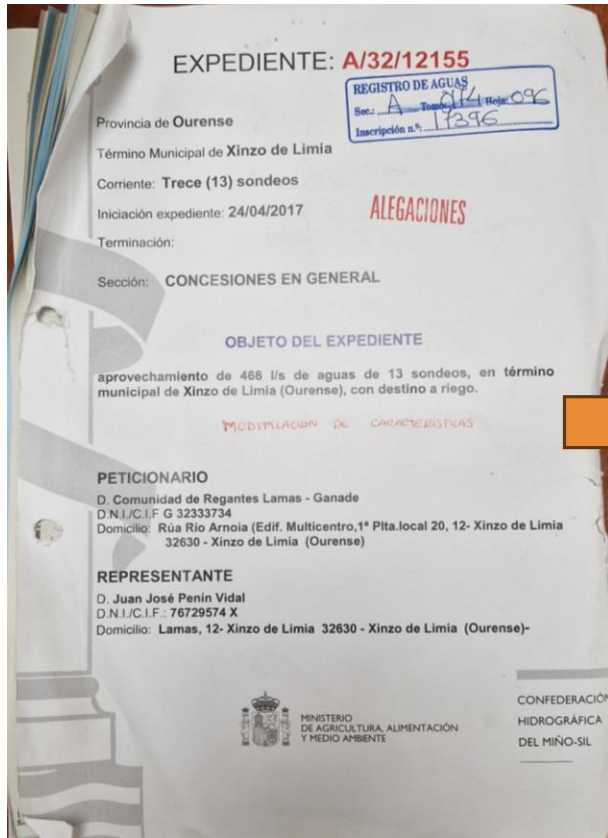 EXPEDIENTE: A/32/12155
REGISTRO DE AGUAS
Sec.: A Tomo: 014 Hoja: 096
Inscripción n.º: 17396
Provincia de Ourense
Término Municipal de Xinzo de Limia
Corriente: Trece (13) sondeos
Iniciación expediente: 24/04/2017
ALEGACIONES
Terminación:
Sección: CONCESIONES EN GENERAL
OBJETO DEL EXPEDIENTE
aprovechamiento de 468 l/s de aguas de 13 sondeos, en término
municipal de Xinzo de Limia (Ourense), con destino a riego.
MODIFICACIÓN DE CARACTERÍSTICAS
PETICIONARIO
D. Comunidad de Regantes Lamas - Ganade
D.N.I./C.I.F G 32333734
Domicilio: Rúa Río Arnoia (Edif. Multicentro,1ª Plta.local 20, 12- Xinzo de Limia
32630 - Xinzo de Limia (Ourense)
REPRESENTANTE
D. Juan José Penín Vidal
D.N.I./C.I.F.: 76729574 X
Domicilio: Lamas, 12- Xinzo de Limia 32630 - Xinzo de Limia (Ourense)-
MINISTERIO
DE AGRICULTURA, ALIMENTACIÓN
Y MEDIO AMBIENTE
CONFEDERACIÓN
HIDROGRÁFICA
DEL MIÑO-SIL